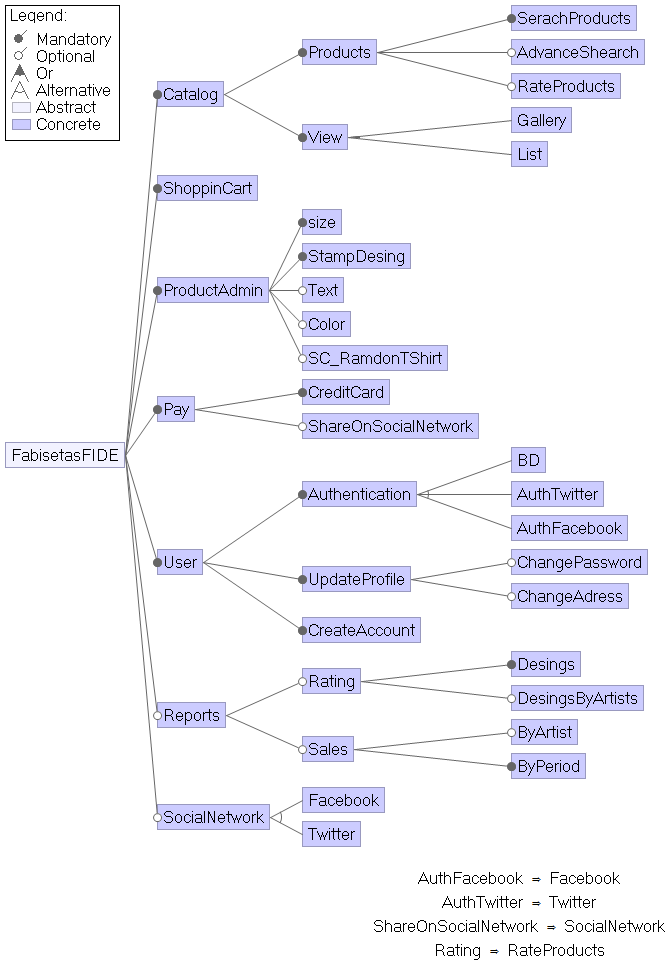 Legend:
Mandatory
Optional
Or
Alternative
Abstract
Concrete
FabisetasFIDE
Catalog
Products
SerachProducts
AdvanceShearch
RateProducts
View
Gallery
List
ShoppinCart
ProductAdmin
size
StampDesing
Text
Color
SC_RamdonTShirt
Pay
CreditCard
ShareOnSocialNetwork
User
Authentication
BD
AuthTwitter
AuthFacebook
UpdateProfile
ChangePassword
ChangeAdress
CreateAccount
Reports
Rating
Desings
DesingsByArtists
Sales
ByArtist
ByPeriod
SocialNetwork
Facebook
Twitter
AuthFacebook ⇒ Facebook
AuthTwitter ⇒ Twitter
ShareOnSocialNetwork ⇒ SocialNetwork
Rating ⇒ RateProducts